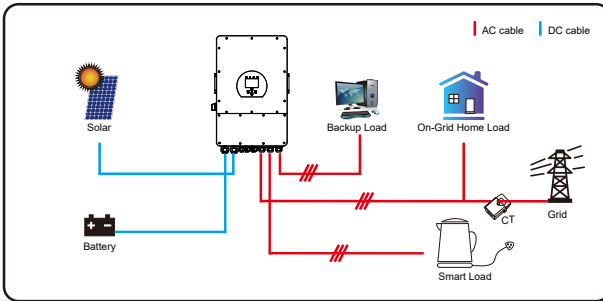 AC cable
DC cable
Solar
Backup Load
On-Grid Home Load
CT
Grid
Battery
Smart Load